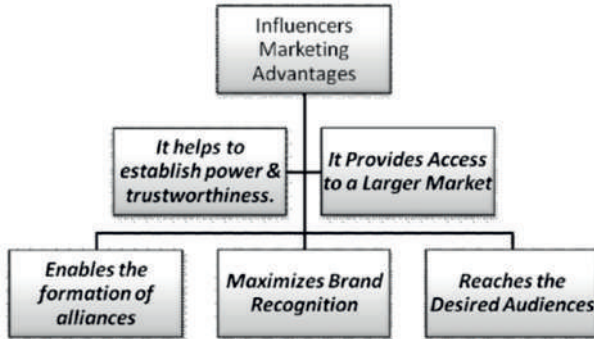 Influencers
Marketing
Advantages
It helps to
establish power &
trustworthiness.
It Provides Access
to a Larger Market
Enables the
formation of
alliances
Maximizes Brand
Recognition
Reaches the
Desired Audiences